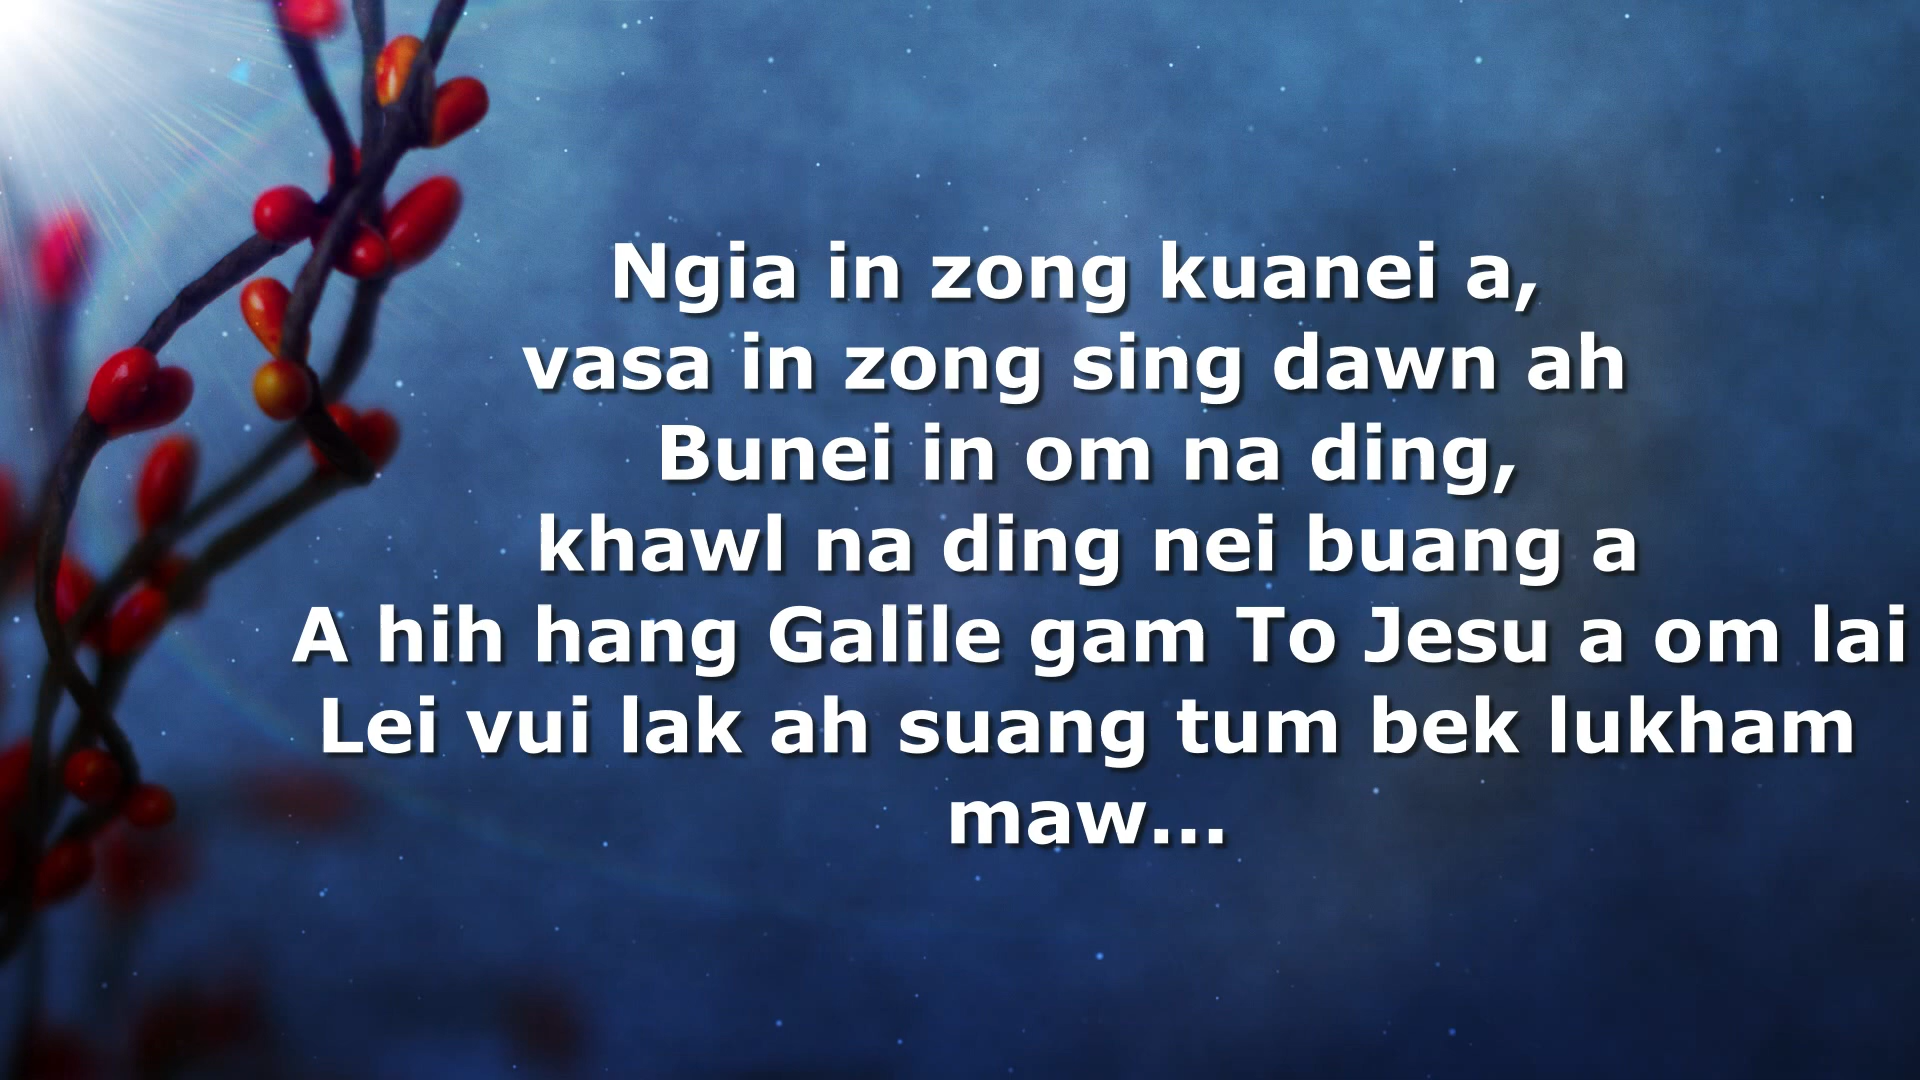 Ngia in zong kuanei a,
vasa in zong sing dawn ah
Bunei in om na ding,
khawl na ding nei buang a
A hih hang Galile gam To Jesu a om lai
Lei vui lak ah suang tum bek lukham
maw...